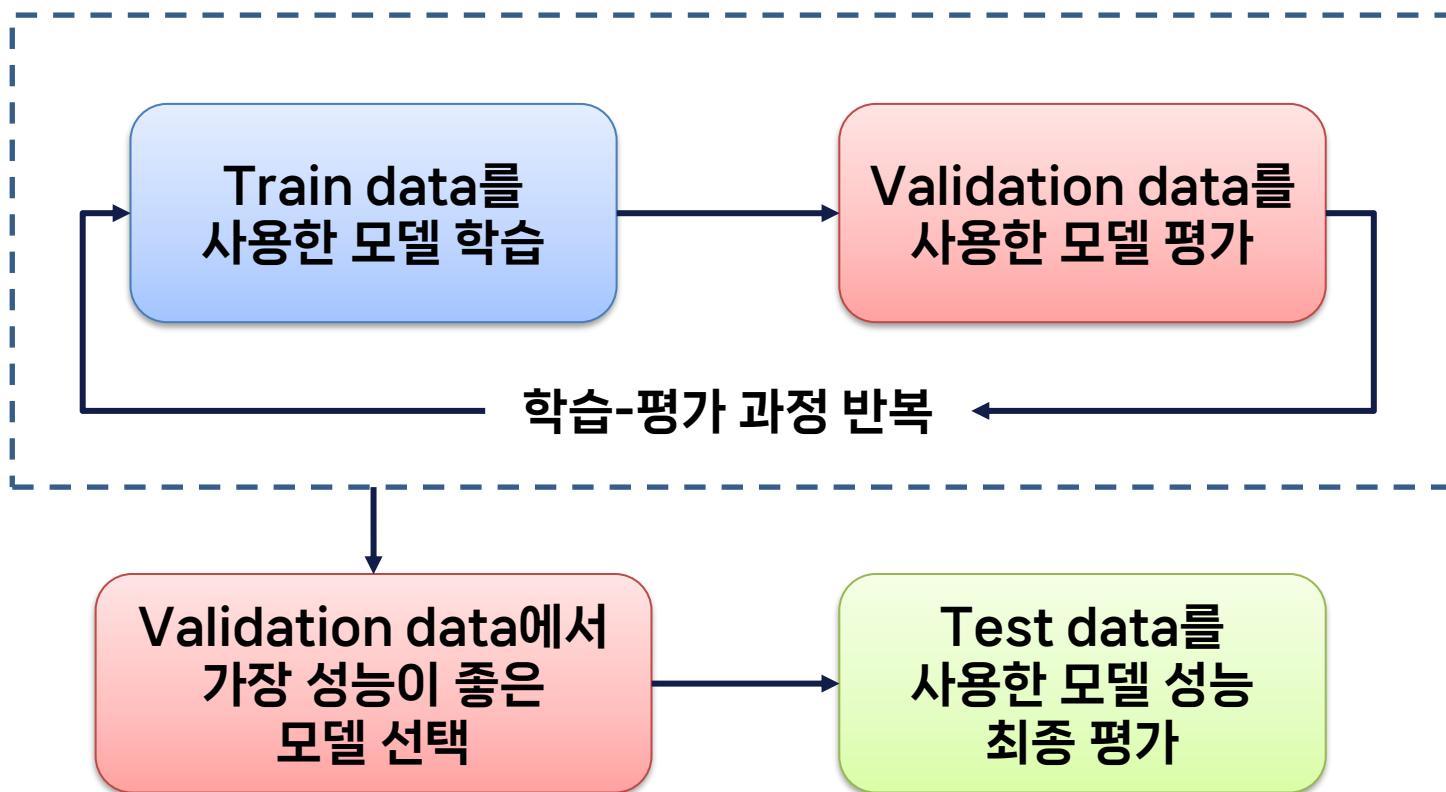 Train data를
사용한 모델 학습
Validation data를
사용한 모델 평가
학습-평가 과정 반복
Validation data에서
가장 성능이 좋은
모델 선택
Test data를
사용한 모델 성능
최종 평가